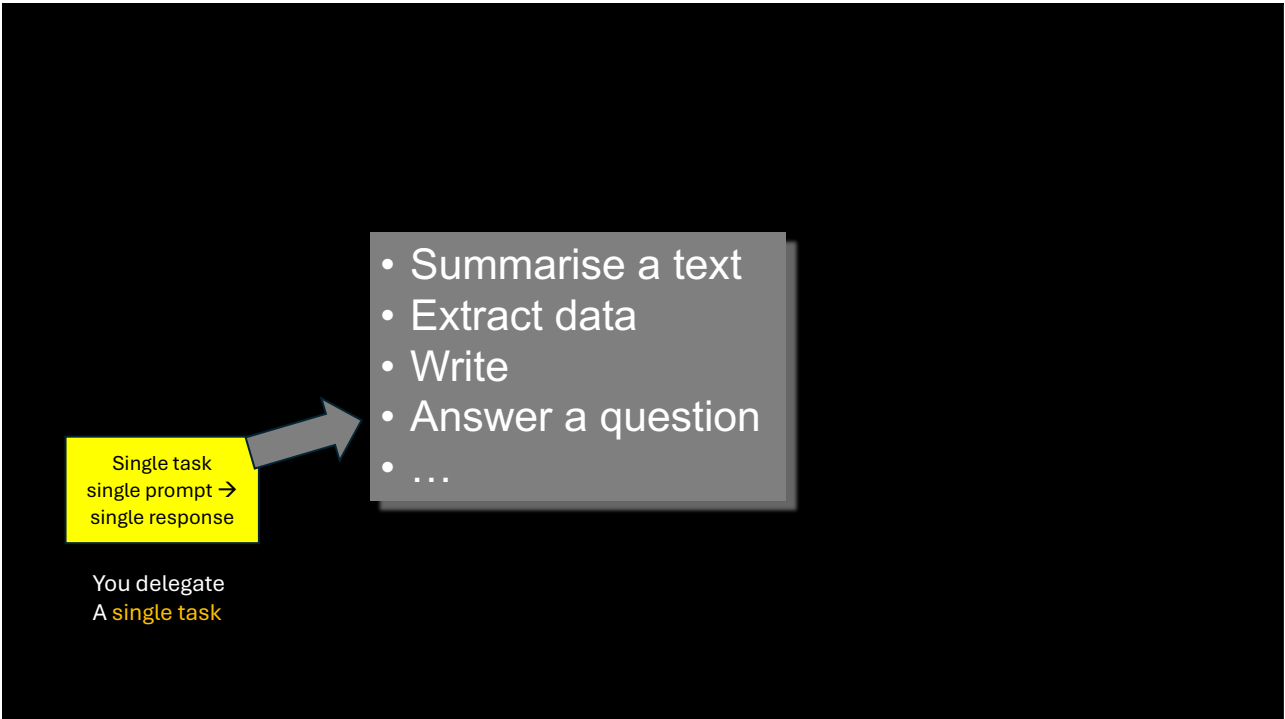 • Summarise a text
• Extract data
• Write
• Answer a question
• …
Single task
single prompt →
single response
You delegate
A single task